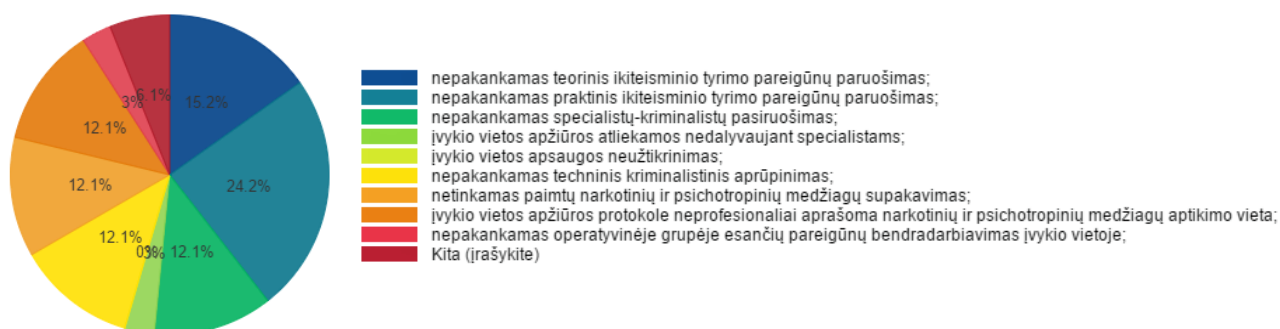 6.1%
3%
15.2%
12.1%
24.2%
12.1%
12.1%
0%
3%
12.1%
nepakankamas teorinis ikiteisminio tyrimo pareigūnų paruošimas;
nepakankamas praktinis ikiteisminio tyrimo pareigūnų paruošimas;
nepakankamas specialistų-kriminalistų pasiruošimas;
įvykio vietos apžiūros atliekamos nedalyvaujant specialistams;
įvykio vietos apsaugos neužtikrinimas;
nepakankamas techninis kriminalistinis aprūpinimas;
netinkamas paimtų narkotinių ir psichotropinių medžiagų supakavimas;
įvykio vietos apžiūros protokole neprofesionaliai aprašoma narkotinių ir psichotropinių medžiagų aptikimo vieta;
nepakankamas operatyvinėje grupėje esančių pareigūnų bendradarbiavimas įvykio vietoje;
Kita (įrašykite)